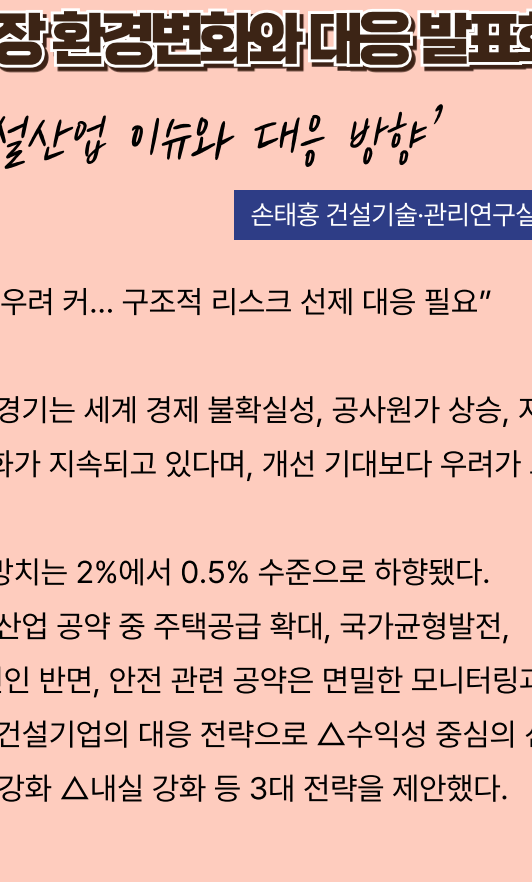 장 환경변화와 대응 발표
설산업 이슈와 대응 방향’
손태홍 건설기술·관리연구실
우려 커... 구조적 리스크 선제 대응 필요”
경기는 세계 경제 불확실성, 공사원가 상승,
화가 지속되고 있다며, 개선 기대보다 우려가
망치는 2%에서 0.5% 수준으로 하향됐다.
산업 공약 중 주택공급 확대, 국가균형발전,
인 반면, 안전 관련 공약은 면밀한 모니터링
건설기업의 대응 전략으로 △수익성 중심의
강화 △내실 강화 등 3대 전략을 제안했다.